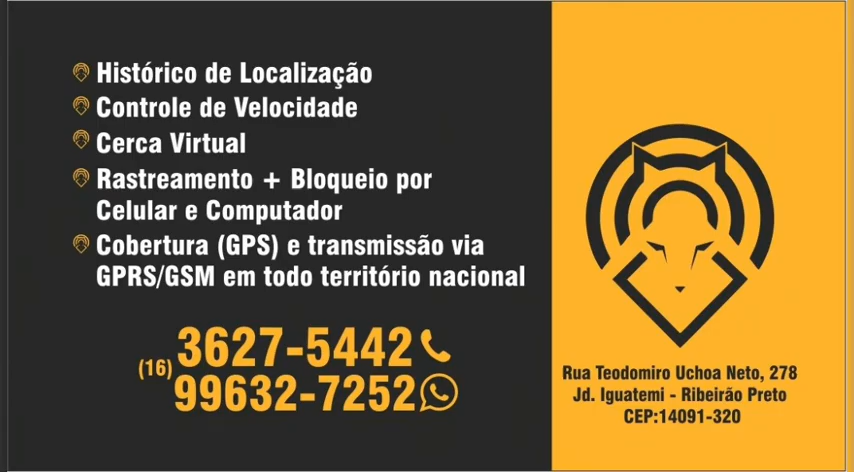 Histórico de Localização
Controle de Velocidade
Cerca Virtual
Rastreamento + Bloqueio por
Celular e Computador
Cobertura (GPS) e transmissão via
GPRS/GSM em todo território nacional
(16) 3627-5442
99632-7252
Rua Teodomiro Uchoa Neto, 278
Jd. Iguatemi - Ribeirão Preto
CEP:14091-320